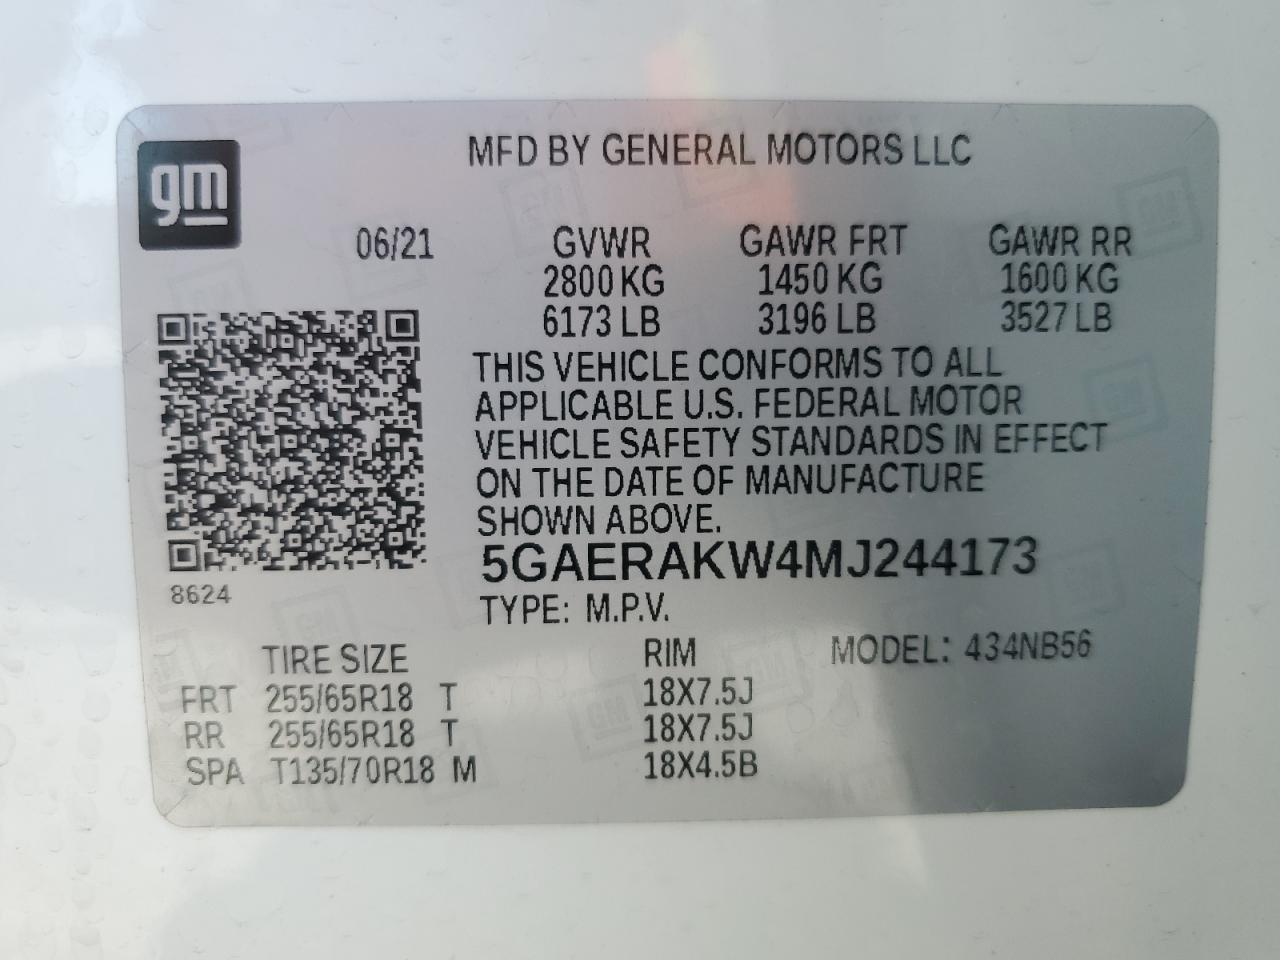 gm
MFD BY GENERAL MOTORS LLC
06/21 GVWR GAWR FRT GAWR RR
2800 KG 1450 KG 1600 KG
6173 LB 3196 LB 3527 LB
THIS VEHICLE CONFORMS TO ALL
APPLICABLE U.S. FEDERAL MOTOR
VEHICLE SAFETY STANDARDS IN EFFECT
ON THE DATE OF MANUFACTURE
SHOWN ABOVE.
5GAERAKW4MJ244173
8624
TYPE: M.P.V.
TIRE SIZE RIM MODEL: 434NB56
FRT 255/65R18 T 18X7.5J
RR 255/65R18 T 18X7.5J
SPA T135/70R18 M 18X4.5B